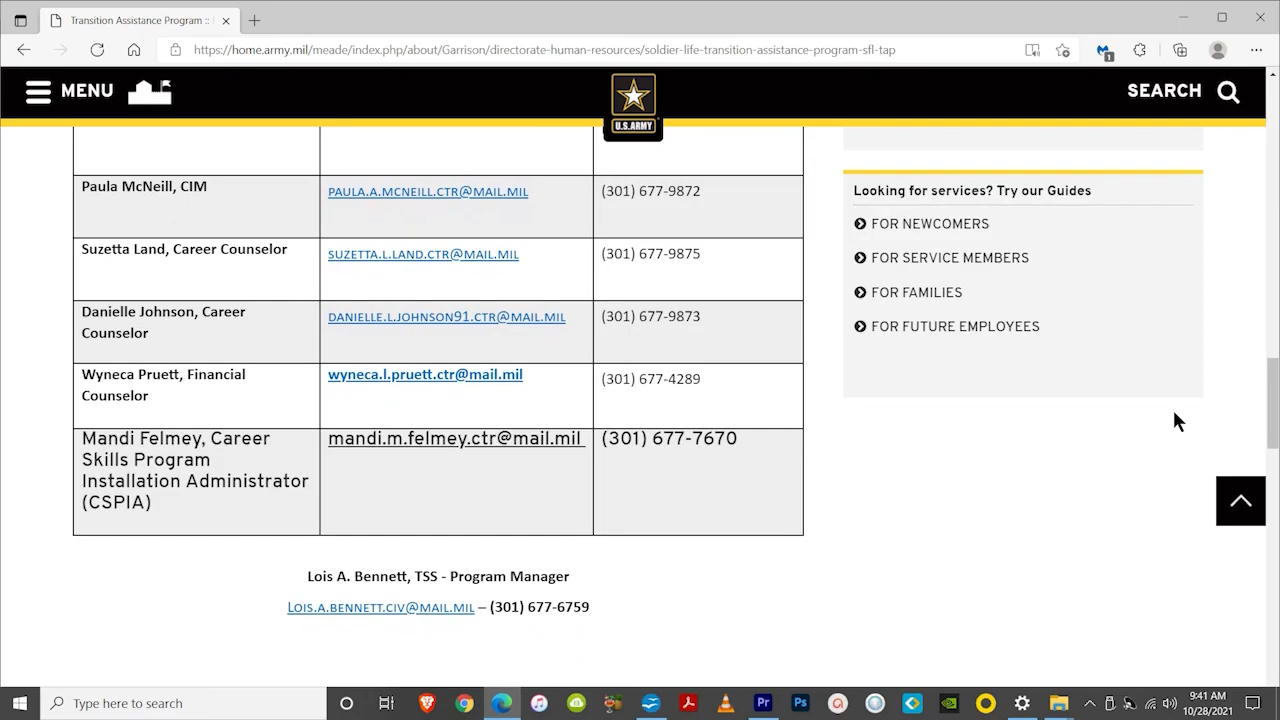 Transition Assistance Program ::
https://home.army.mil/meade/index.php/about/Garrison/directorate-human-resources/soldier-life-transition-assistance-program-sfl-tap
1
MENU
U.S.ARMY
SEARCH
Paula McNeill, CIM
PAULA.A.MCNEILL.CTR@MAIL.MIL
(301) 677-9872
Suzetta Land, Career Counselor
SUZETTA.L.LAND.CTR@MAIL.MIL
(301) 677-9875
Danielle Johnson, Career
Counselor
DANIELLE.L.JOHNSON91.CTR@MAIL.MIL
(301) 677-9873
Wyneca Pruett, Financial
Counselor
wyneca.l.pruett.ctr@mail.mil
(301) 677-4289
Mandi Felmey, Career
Skills Program
Installation Administrator
(CSPIA)
mandi.m.felmey.ctr@mail.mil
(301) 677-7670
Lois A. Bennett, TSS - Program Manager
LOIS.A.BENNETT.CIV@MAIL.MIL – (301) 677-6759
Looking for services? Try our Guides
FOR NEWCOMERS
FOR SERVICE MEMBERS
FOR FAMILIES
FOR FUTURE EMPLOYEES
Type here to search
Pr
Ps
9:41 AM
10/28/2021